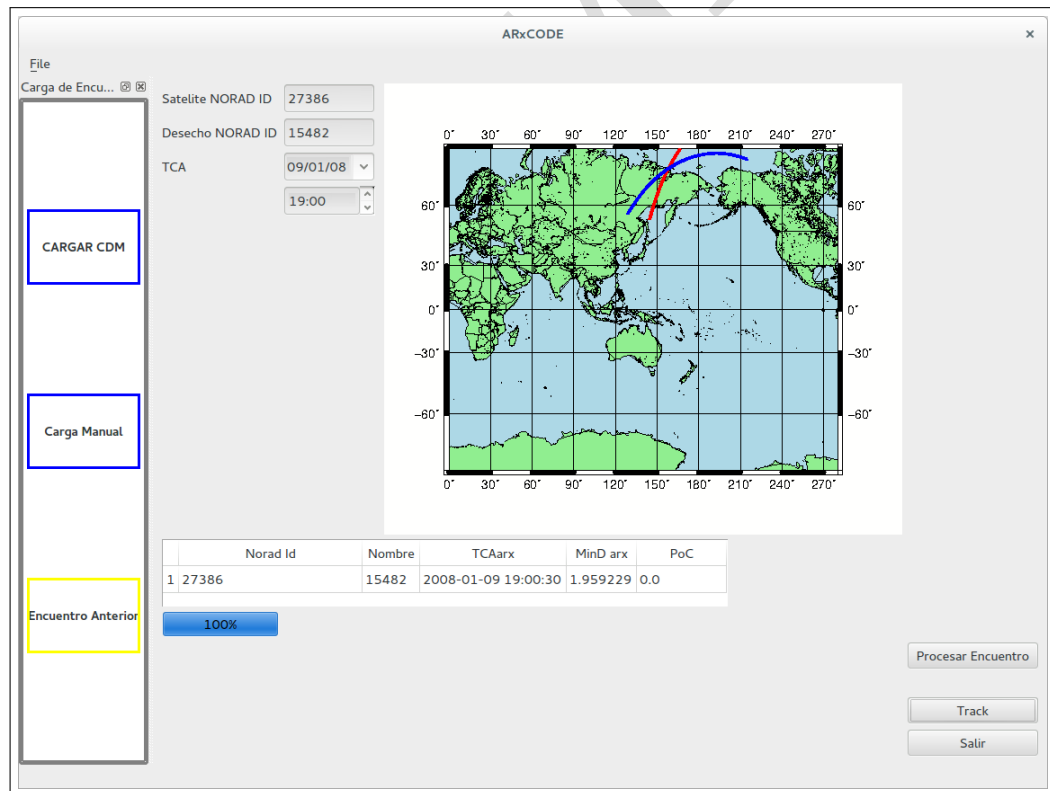 ARxCODE ×
File
Carga de Encu...
CARGAR CDM
Carga Manual
Encuentro Anterior
Satelite NORAD ID 27386
Desecho NORAD ID 15482
TCA 09/01/08
19:00
0° 30° 60° 90° 120° 150° 180° 210° 240° 270°
60° 60°
30° 30°
0° 0°
−30° −30°
−60° −60°
0° 30° 60° 90° 120° 150° 180° 210° 240° 270°
Norad Id Nombre TCAarx MinD arx PoC
1 27386 15482 2008-01-09 19:00:30 1.959229 0.0
100%
Procesar Encuentro
Track
Salir